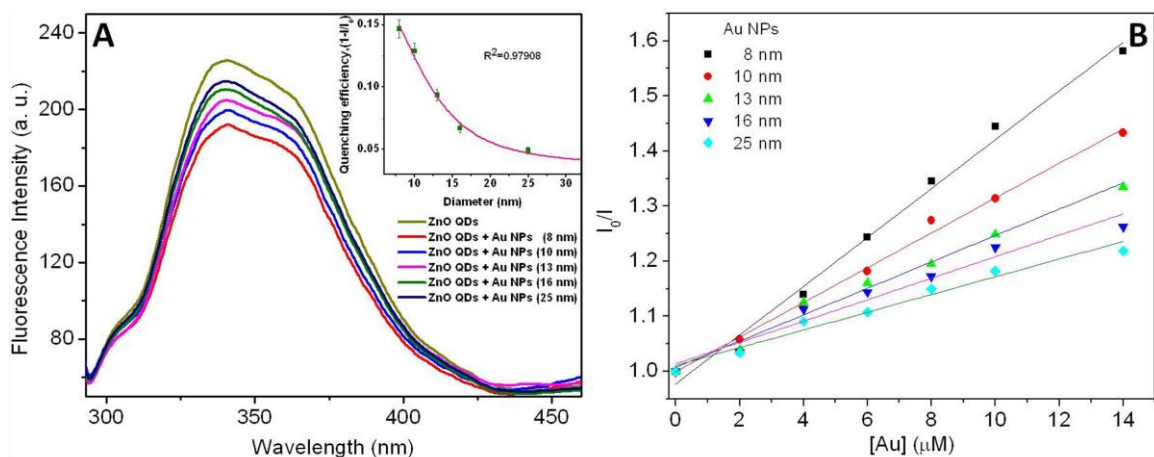 A
Fluorescence Intensity (a. u.)
240
200
160
120
80
300
350
400
450
Wavelength (nm)
Quenching efficiency,(1-I/I₀)
0.15
0.10
0.05
10
15
20
25
30
Diameter (nm)
R²=0.97908
ZnO QDs
ZnO QDs + Au NPs (8 nm)
ZnO QDs + Au NPs (10 nm)
ZnO QDs + Au NPs (13 nm)
ZnO QDs + Au NPs (16 nm)
ZnO QDs + Au NPs (25 nm)
B
Au NPs
8 nm
10 nm
13 nm
16 nm
25 nm
I₀/I
1.6
1.5
1.4
1.3
1.2
1.1
1.0
0
2
4
6
8
10
12
14
[Au] (μM)